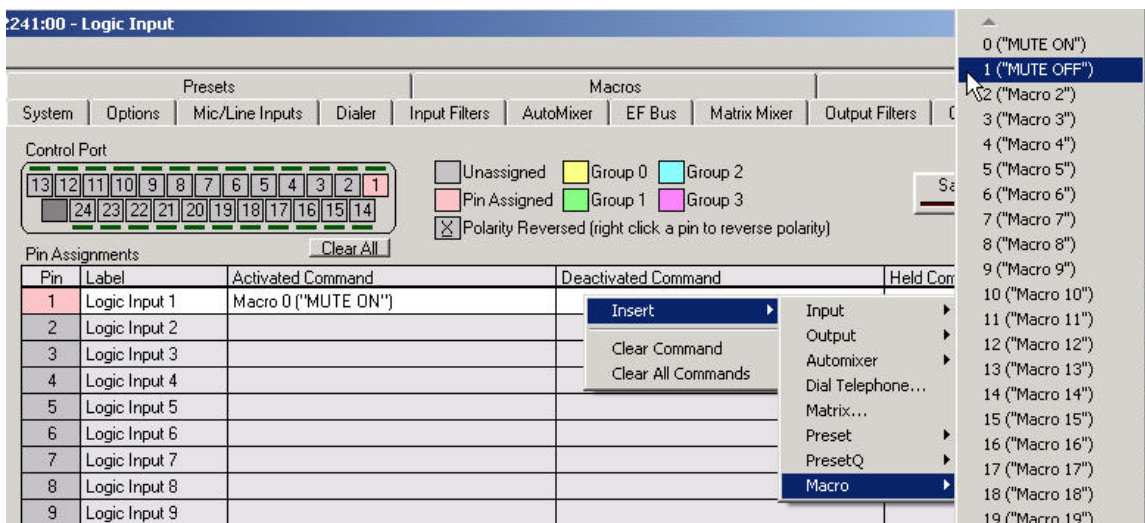 2241:00 - Logic Input
Presets
Macros
System
Options
Mic/Line Inputs
Dialer
Input Filters
AutoMixer
EF Bus
Matrix Mixer
Output Filters
Control Port
13 12 11 10 9 8 7 6 5 4 3 2 1
24 23 22 21 20 19 18 17 16 15 14
Clear All
Unassigned
Group 0
Group 2
Pin Assigned
Group 1
Group 3
X Polarity Reversed (right click a pin to reverse polarity)
Sa
Pin Assignments
Pin Label Activated Command Deactivated Command Held Com
1 Logic Input 1 Macro 0 ("MUTE ON")
2 Logic Input 2
3 Logic Input 3
4 Logic Input 4
5 Logic Input 5
6 Logic Input 6
7 Logic Input 7
8 Logic Input 8
9 Logic Input 9
Insert
Clear Command
Clear All Commands
Input
Output
Automixer
Dial Telephone...
Matrix...
Preset
PresetQ
Macro
0 ("MUTE ON")
1 ("MUTE OFF")
2 ("Macro 2")
3 ("Macro 3")
4 ("Macro 4")
5 ("Macro 5")
6 ("Macro 6")
7 ("Macro 7")
8 ("Macro 8")
9 ("Macro 9")
10 ("Macro 10")
11 ("Macro 11")
12 ("Macro 12")
13 ("Macro 13")
14 ("Macro 14")
15 ("Macro 15")
16 ("Macro 16")
17 ("Macro 17")
18 ("Macro 18")
19 ("Macro 19")